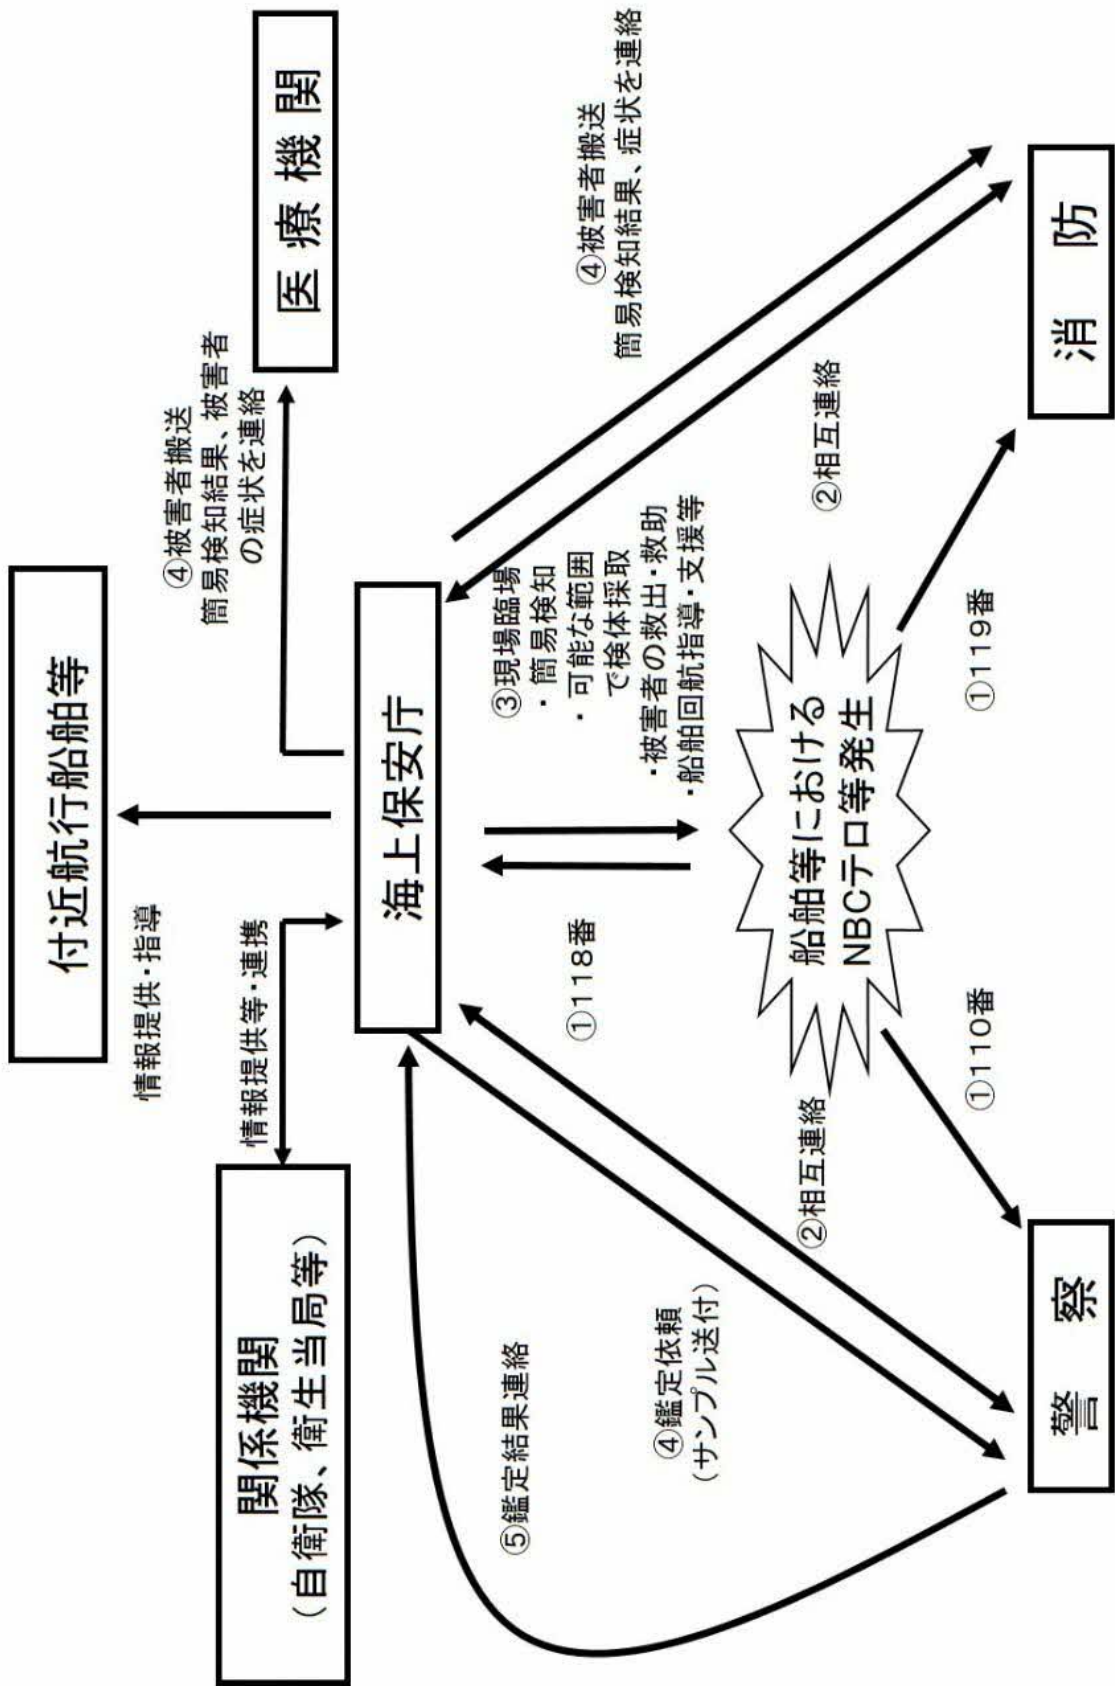 付近航行船舶等
情報提供・指導
関係機関
（自衛隊、衛生当局等）
情報提供等・連携
④被害者搬送
簡易検知結果、被害者
の症状を連絡
医療機関
海上保安庁
⑤鑑定結果連絡
④鑑定依頼
（サンプル送付）
①118番
③現場臨場
・簡易検知
・可能な範囲
で検体採取
・被害者の救出・救助
・船舶回航指導・支援等
④被害者搬送
簡易検知結果、症状を連絡
②相互連絡
②相互連絡
船舶等における
NBCテロ等発生
①110番
①119番
警察
消防